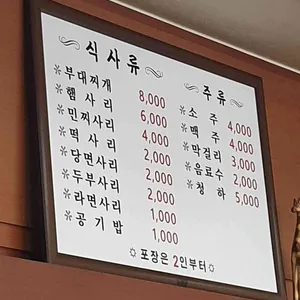 식사류
※부대찌개 8,000
※햄 사 리 6,000
※민찌사리 4,000
※떡 사 리 2,000
※당면사리 2,000
※두부사리 2,000
※라면사리 1,000
※공 기 밥 1,000
주류
※소 주 4,000
※맥 주 4,000
※막걸리 3,000
※음료수 2,000
※청 하 5,000
※포장은 2인부터※